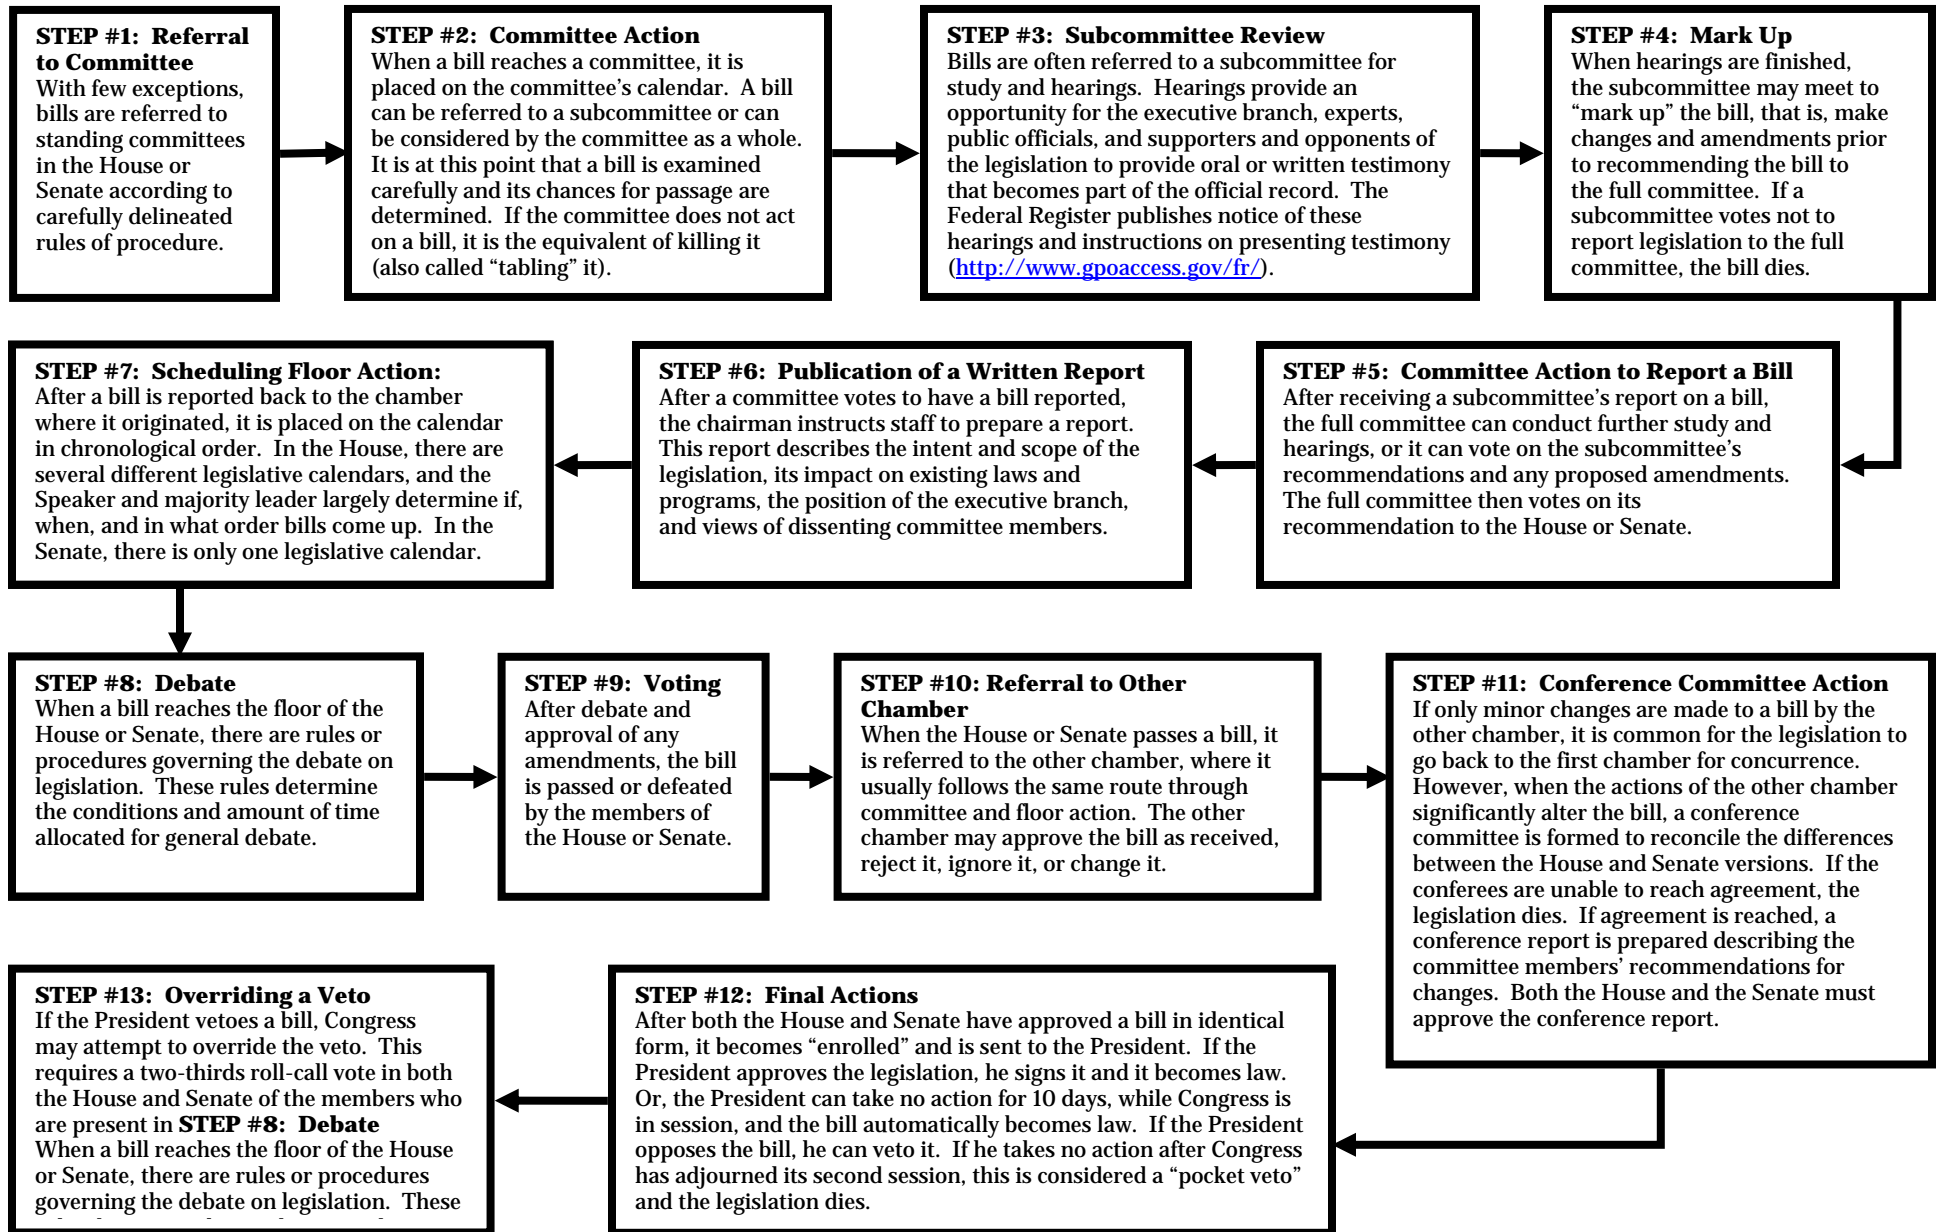 STEP #1: Referral
to Committee
With few exceptions,
bills are referred to
standing committees
in the House or
Senate according to
carefully delineated
rules of procedure.
STEP #2: Committee Action
When a bill reaches a committee, it is
placed on the committee’s calendar. A bill
can be referred to a subcommittee or can
be considered by the committee as a whole.
It is at this point that a bill is examined
carefully and its chances for passage are
determined. If the committee does not act
on a bill, it is the equivalent of killing it
(also called “tabling” it).
STEP #3: Subcommittee Review
Bills are often referred to a subcommittee for
study and hearings. Hearings provide an
opportunity for the executive branch, experts,
public officials, and supporters and opponents of
the legislation to provide oral or written testimony
that becomes part of the official record. The
Federal Register publishes notice of these
hearings and instructions on presenting testimony
(http://www.gpoaccess.gov/fr/).
STEP #4: Mark Up
When hearings are finished,
the subcommittee may meet to
“mark up” the bill, that is, make
changes and amendments prior
to recommending the bill to
the full committee. If a
subcommittee votes not to
report legislation to the full
committee, the bill dies.
STEP #5: Committee Action to Report a Bill
After receiving a subcommittee’s report on a bill,
the full committee can conduct further study and
hearings, or it can vote on the subcommittee’s
recommendations and any proposed amendments.
The full committee then votes on its
recommendation to the House or Senate.
STEP #6: Publication of a Written Report
After a committee votes to have a bill reported,
the chairman instructs staff to prepare a report.
This report describes the intent and scope of the
legislation, its impact on existing laws and
programs, the position of the executive branch,
and views of dissenting committee members.
STEP #7: Scheduling Floor Action:
After a bill is reported back to the chamber
where it originated, it is placed on the calendar
in chronological order. In the House, there are
several different legislative calendars, and the
Speaker and majority leader largely determine if,
when, and in what order bills come up. In the
Senate, there is only one legislative calendar.
STEP #8: Debate
When a bill reaches the floor of the
House or Senate, there are rules or
procedures governing the debate on
legislation. These rules determine
the conditions and amount of time
allocated for general debate.
STEP #9: Voting
After debate and
approval of any
amendments, the bill
is passed or defeated
by the members of
the House or Senate.
STEP #10: Referral to Other
Chamber
When the House or Senate passes a bill, it
is referred to the other chamber, where it
usually follows the same route through
committee and floor action. The other
chamber may approve the bill as received,
reject it, ignore it, or change it.
STEP #11: Conference Committee Action
If only minor changes are made to a bill by the
other chamber, it is common for the legislation to
go back to the first chamber for concurrence.
However, when the actions of the other chamber
significantly alter the bill, a conference
committee is formed to reconcile the differences
between the House and Senate versions. If the
conferees are unable to reach agreement, the
legislation dies. If agreement is reached, a
conference report is prepared describing the
committee members’ recommendations for
changes. Both the House and the Senate must
approve the conference report.
STEP #12: Final Actions
After both the House and Senate have approved a bill in identical
form, it becomes “enrolled” and is sent to the President. If the
President approves the legislation, he signs it and it becomes law.
Or, the President can take no action for 10 days, while Congress is
in session, and the bill automatically becomes law. If the President
opposes the bill, he can veto it. If he takes no action after Congress
has adjourned its second session, this is considered a “pocket veto”
and the legislation dies.
STEP #13: Overriding a Veto
If the President vetoes a bill, Congress
may attempt to override the veto. This
requires a two-thirds roll-call vote in both
the House and Senate of the members who
are present in STEP #8: Debate
When a bill reaches the floor of the House
or Senate, there are rules or procedures
governing the debate on legislation. These